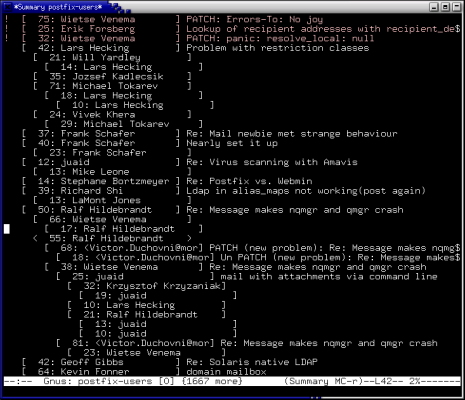 *Summary postfix-users*
! [ 75: Wietse Venema ] PATCH: Errors-To: No joy
! [ 25: Erik Forsberg ] Lookup of recipient addresses with recipient_de$
! [ 32: Wietse Venema ] PATCH: panic: resolve_local: null
[ 42: Lars Hecking ] Problem with restriction classes
[ 21: Will Yardley ]
[ 14: Lars Hecking ]
[ 35: Jozsef Kadlecsik ]
[ 71: Michael Tokarev ]
[ 18: Lars Hecking ]
[ 10: Lars Hecking ]
[ 24: Vivek Khera ]
[ 29: Michael Tokarev ]
[ 37: Frank Schafer ] Re: Mail newbie met strange behaviour
[ 40: Frank Schafer ] Nearly set it up
[ 23: Frank Schafer ]
[ 12: juaid ] Re: Virus scanning with Amavis
[ 13: Mike Leone ]
[ 14: Stephane Bortzmeyer ] Re: Postfix vs. Webmin
[ 39: Richard Shi ] Ldap in alias_maps not working(post again)
[ 13: LaMont Jones ]
[ 50: Ralf Hildebrandt ] Re: Message makes nqmgr and qmgr crash
[ 66: Wietse Venema ]
[ 17: Ralf Hildebrandt ]
< 55: Ralf Hildebrandt >
[ 68: <Victor.Duchovni@mor] PATCH (new problem): Re: Message makes nqmg$
[ 18: <Victor.Duchovni@mor] Un PATCH (new problem): Re: Message makes$
[ 38: Wietse Venema ] Re: Message makes nqmgr and qmgr crash
[ 25: juaid ] mail with attachments via command line
[ 32: Krzysztof Krzyzaniak]
[ 19: juaid ]
[ 10: Lars Hecking ]
[ 21: Ralf Hildebrandt ]
[ 13: juaid ]
[ 10: juaid ]
[ 81: <Victor.Duchovni@mor] Re: Message makes nqmgr and qmgr crash
[ 23: Wietse Venema ]
[ 42: Geoff Gibbs ] Re: Solaris native LDAP
[ 64: Kevin Fonner ] domain mailbox
--:-- Gnus: postfix-users [0] {1667 more} (Summary MC-r)--L42-- 2%-------